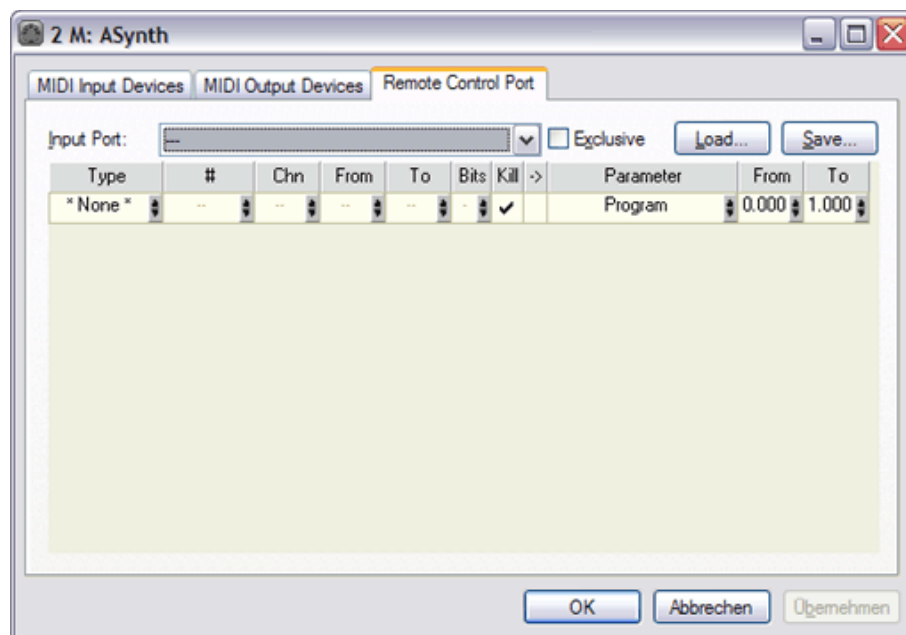 2 M: ASynth
MIDI Input Devices MIDI Output Devices Remote Control Port
Input Port: --- Exclusive Load... Save...
Type # Chn From To Bits Kill -> Parameter From To
* None * -- -- -- -- - ✓ Program 0.000 1.000
OK Abbrechen Übernehmen